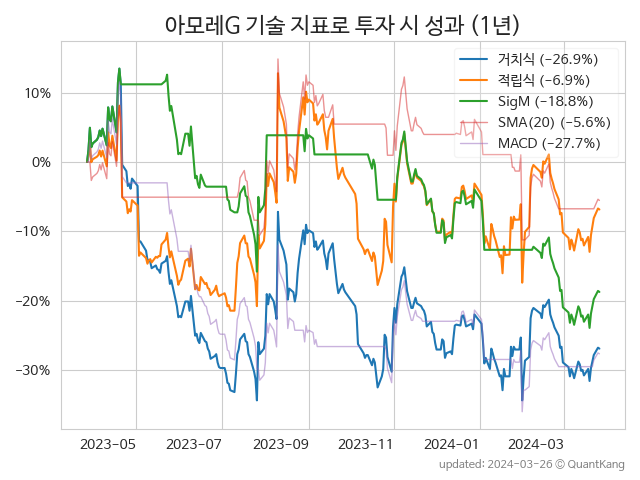 아모레G 기술 지표로 투자 시 성과 (1년)
거치식 (−26.9%)
적립식 (−6.9%)
SigM (−18.8%)
SMA(20) (−5.6%)
MACD (−27.7%)
10%
0%
−10%
−20%
−30%
2023-05 2023-07 2023-09 2023-11 2024-01 2024-03
updated: 2024-03-26 ⓒ QuantKang